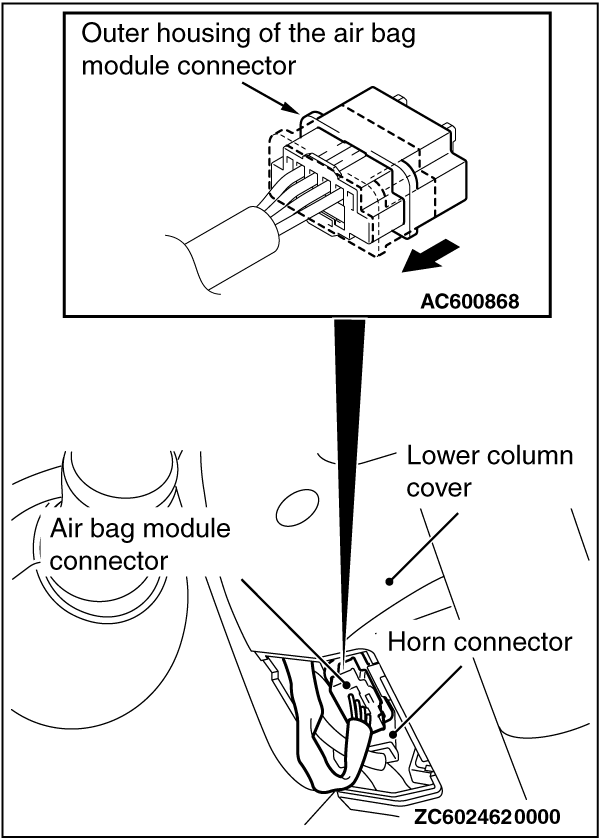 Outer housing of the air bag
module connector
AC600868
Lower column
cover
Air bag module
connector
Horn connector
ZC6024620000